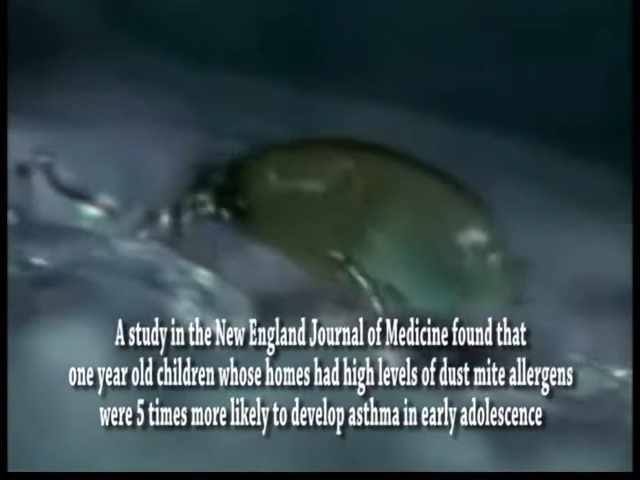 A study in the New England Journal of Medicine found that
one year old children whose homes had high levels of dust mite allergens
were 5 times more likely to develop asthma in early adolescence